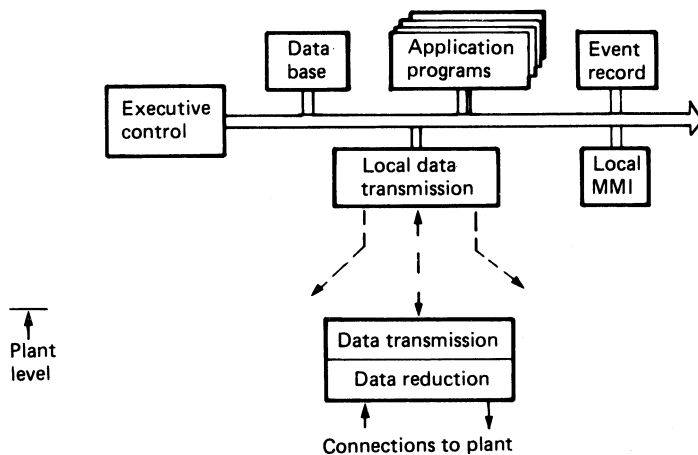 Data
base
Application
programs
Event
record
Executive
control
Local data
transmission
Local
MMI
Plant
level
Data transmission
Data reduction
Connections to plant